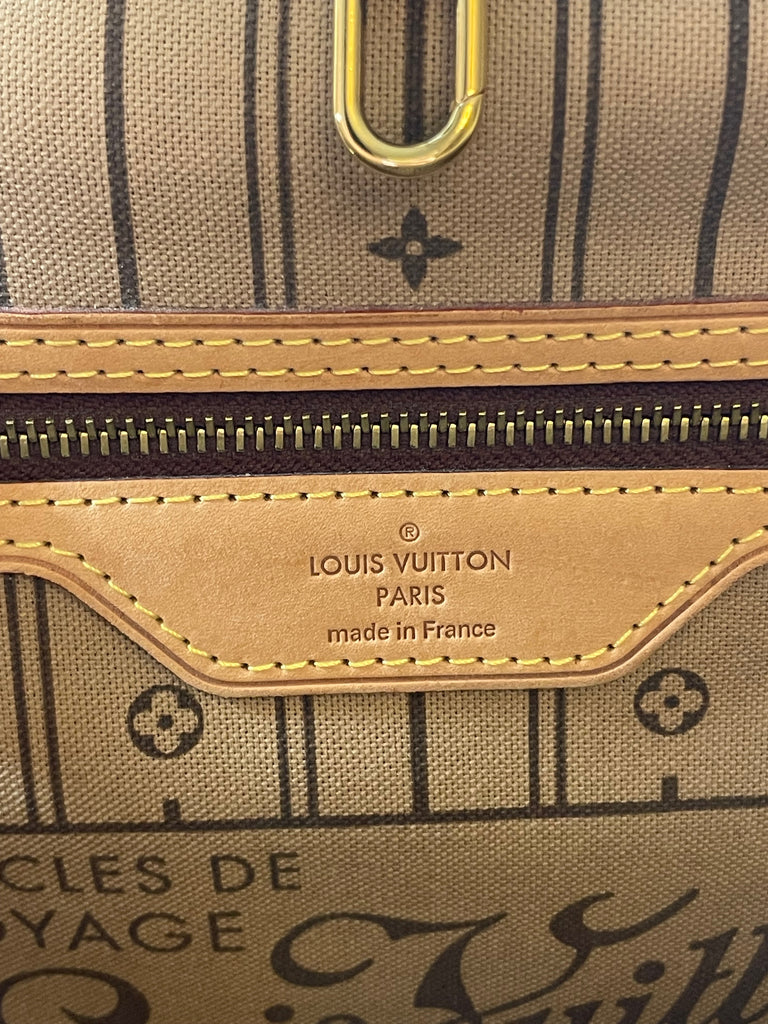 ®
LOUIS VUITTON
PARIS
made in France
CLES DE
OYAGE